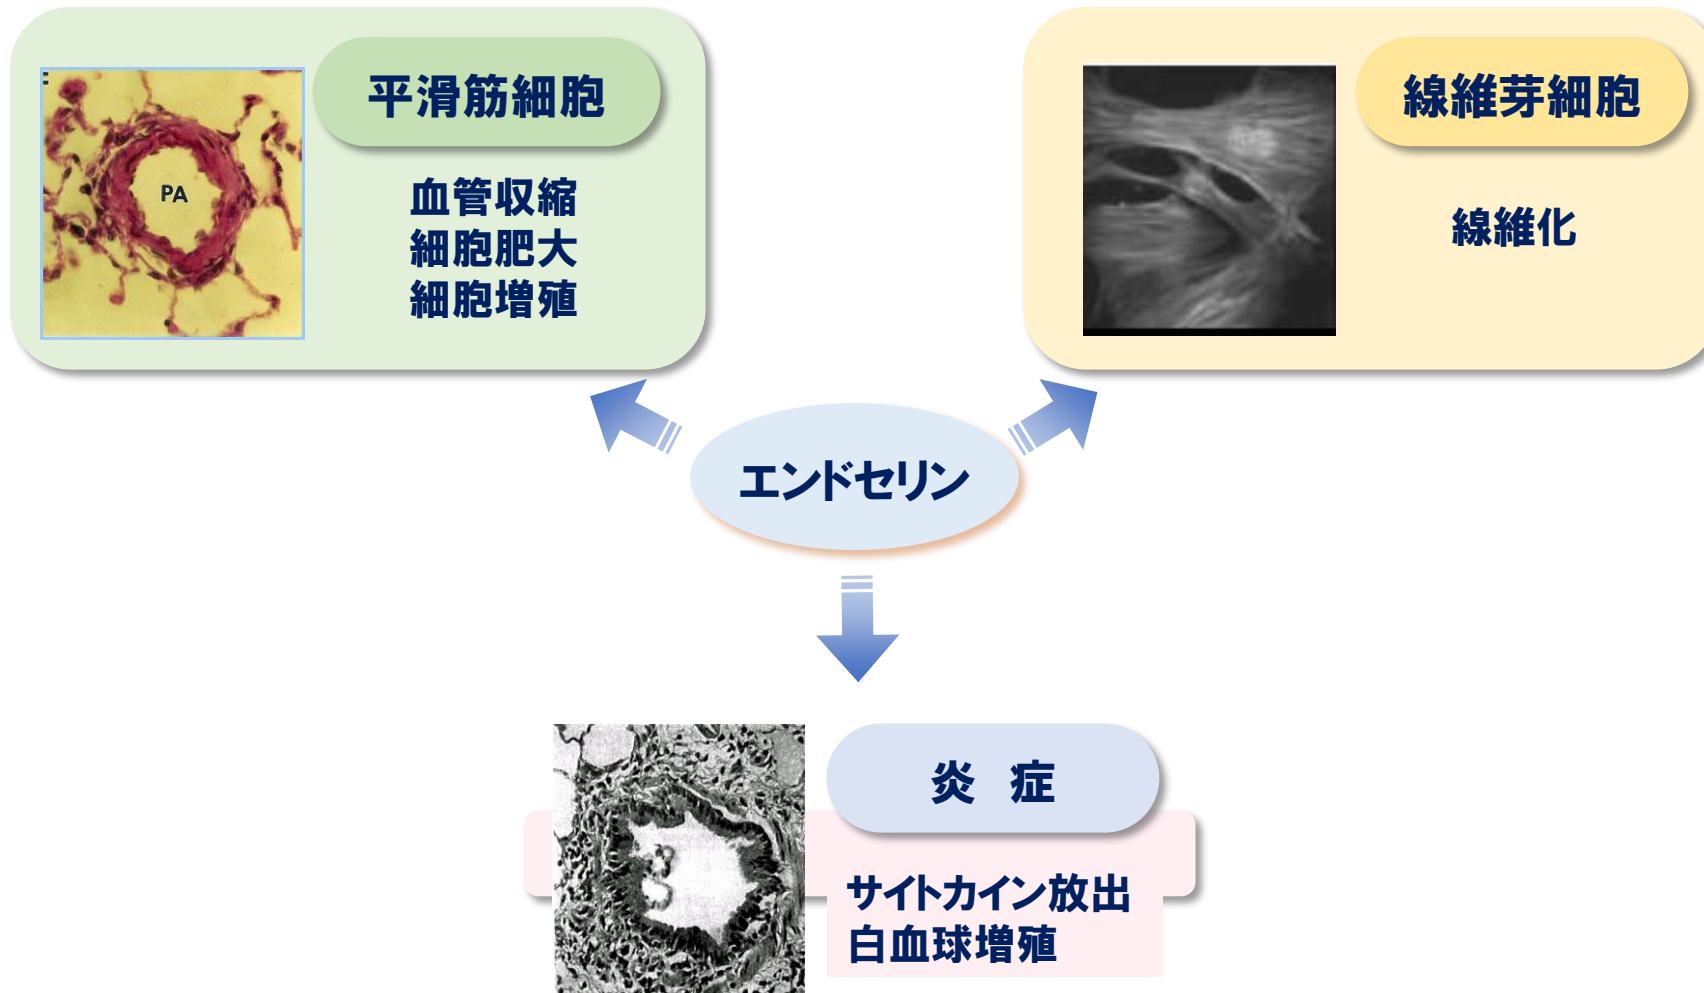 平滑筋細胞
PA
血管収縮
細胞肥大
細胞増殖
線維芽細胞
線維化
エンドセリン
炎 症
サイトカイン放出
白血球増殖